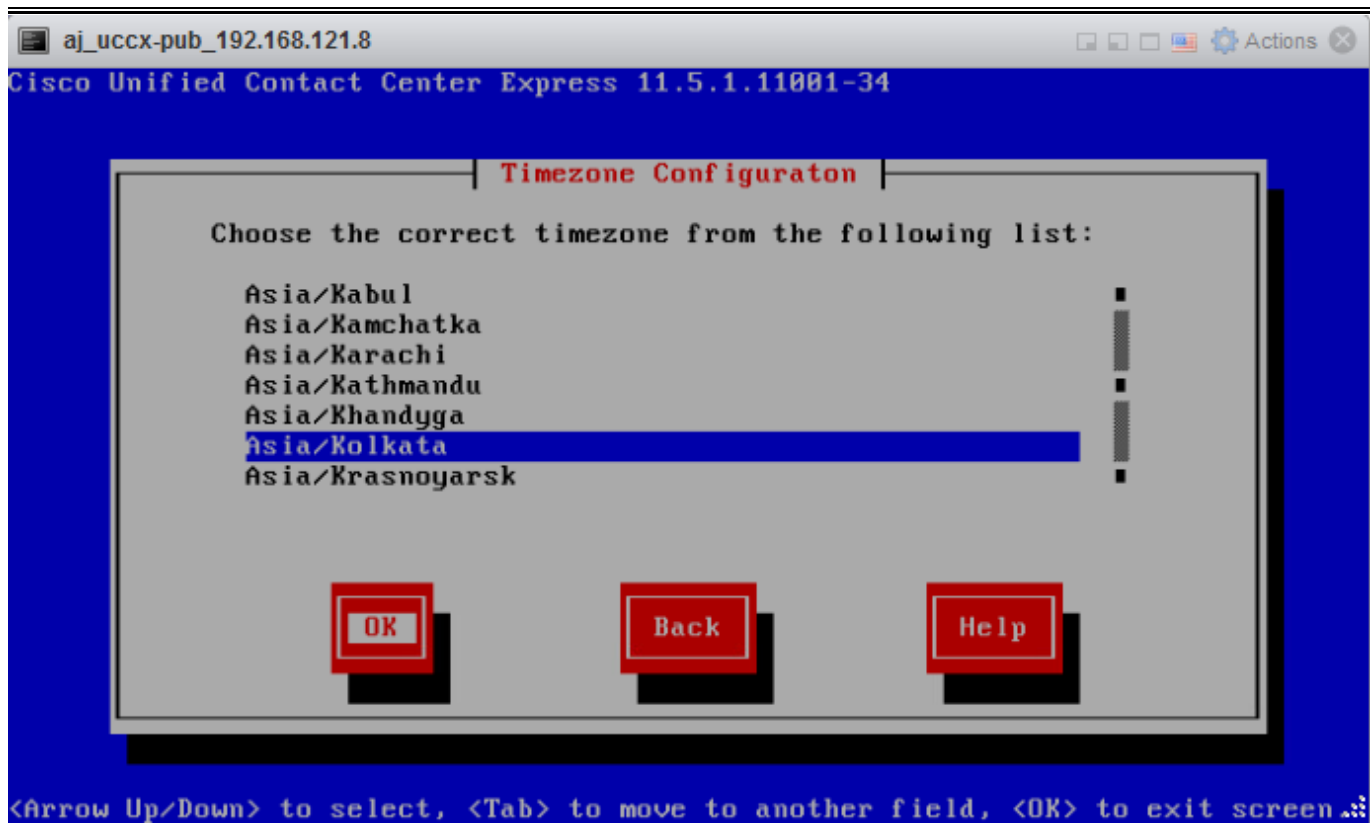 aj_uccx-pub_192.168.121.8 Actions
Cisco Unified Contact Center Express 11.5.1.11001-34
Timezone Configuraton
Choose the correct timezone from the following list:
Asia/Kabul
Asia/Kamchatka
Asia/Karachi
Asia/Kathmandu
Asia/Khandyga
Asia/Kolkata
Asia/Krasnoyarsk
OK Back Help
<Arrow Up/Down> to select, <Tab> to move to another field, <OK> to exit screen